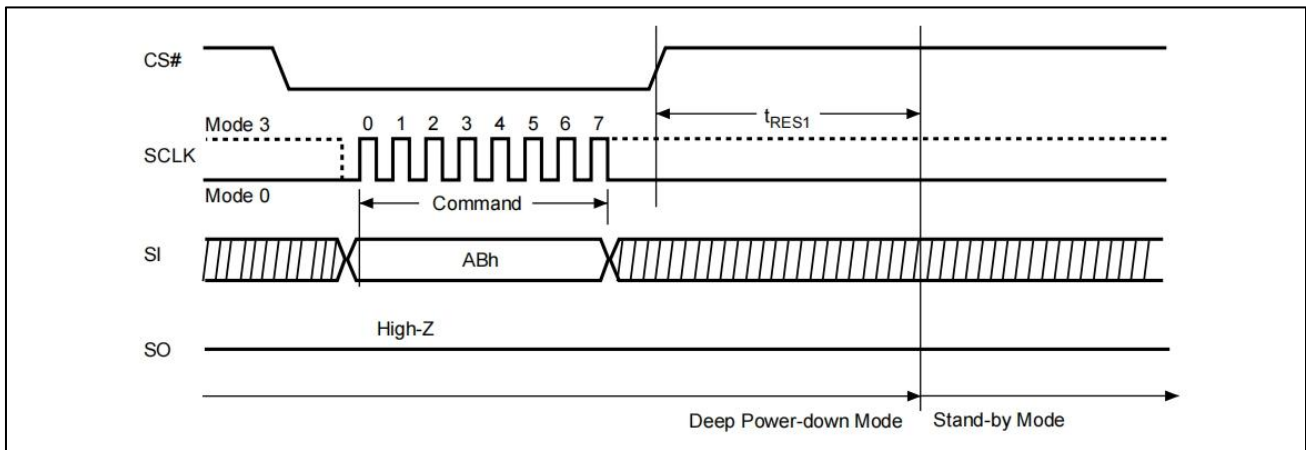 CS#
tRES1
Mode 3
0 1 2 3 4 5 6 7
SCLK
Mode 0
Command
SI
ABh
High-Z
SO
Deep Power-down Mode
Stand-by Mode